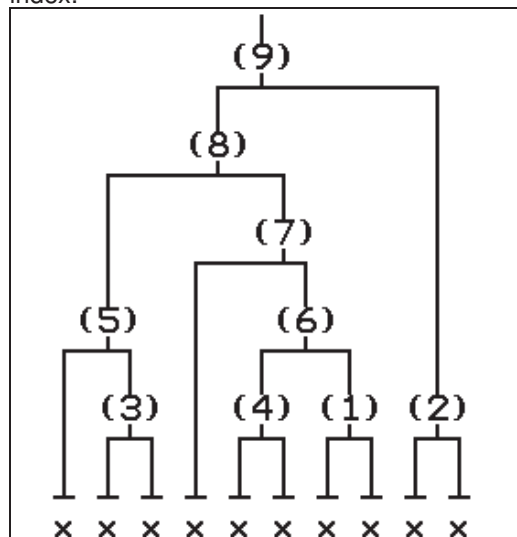 index.
(9)
(8)
(7)
(5) (6)
(3) (4) (1) (2)
x x x x x x x x x x